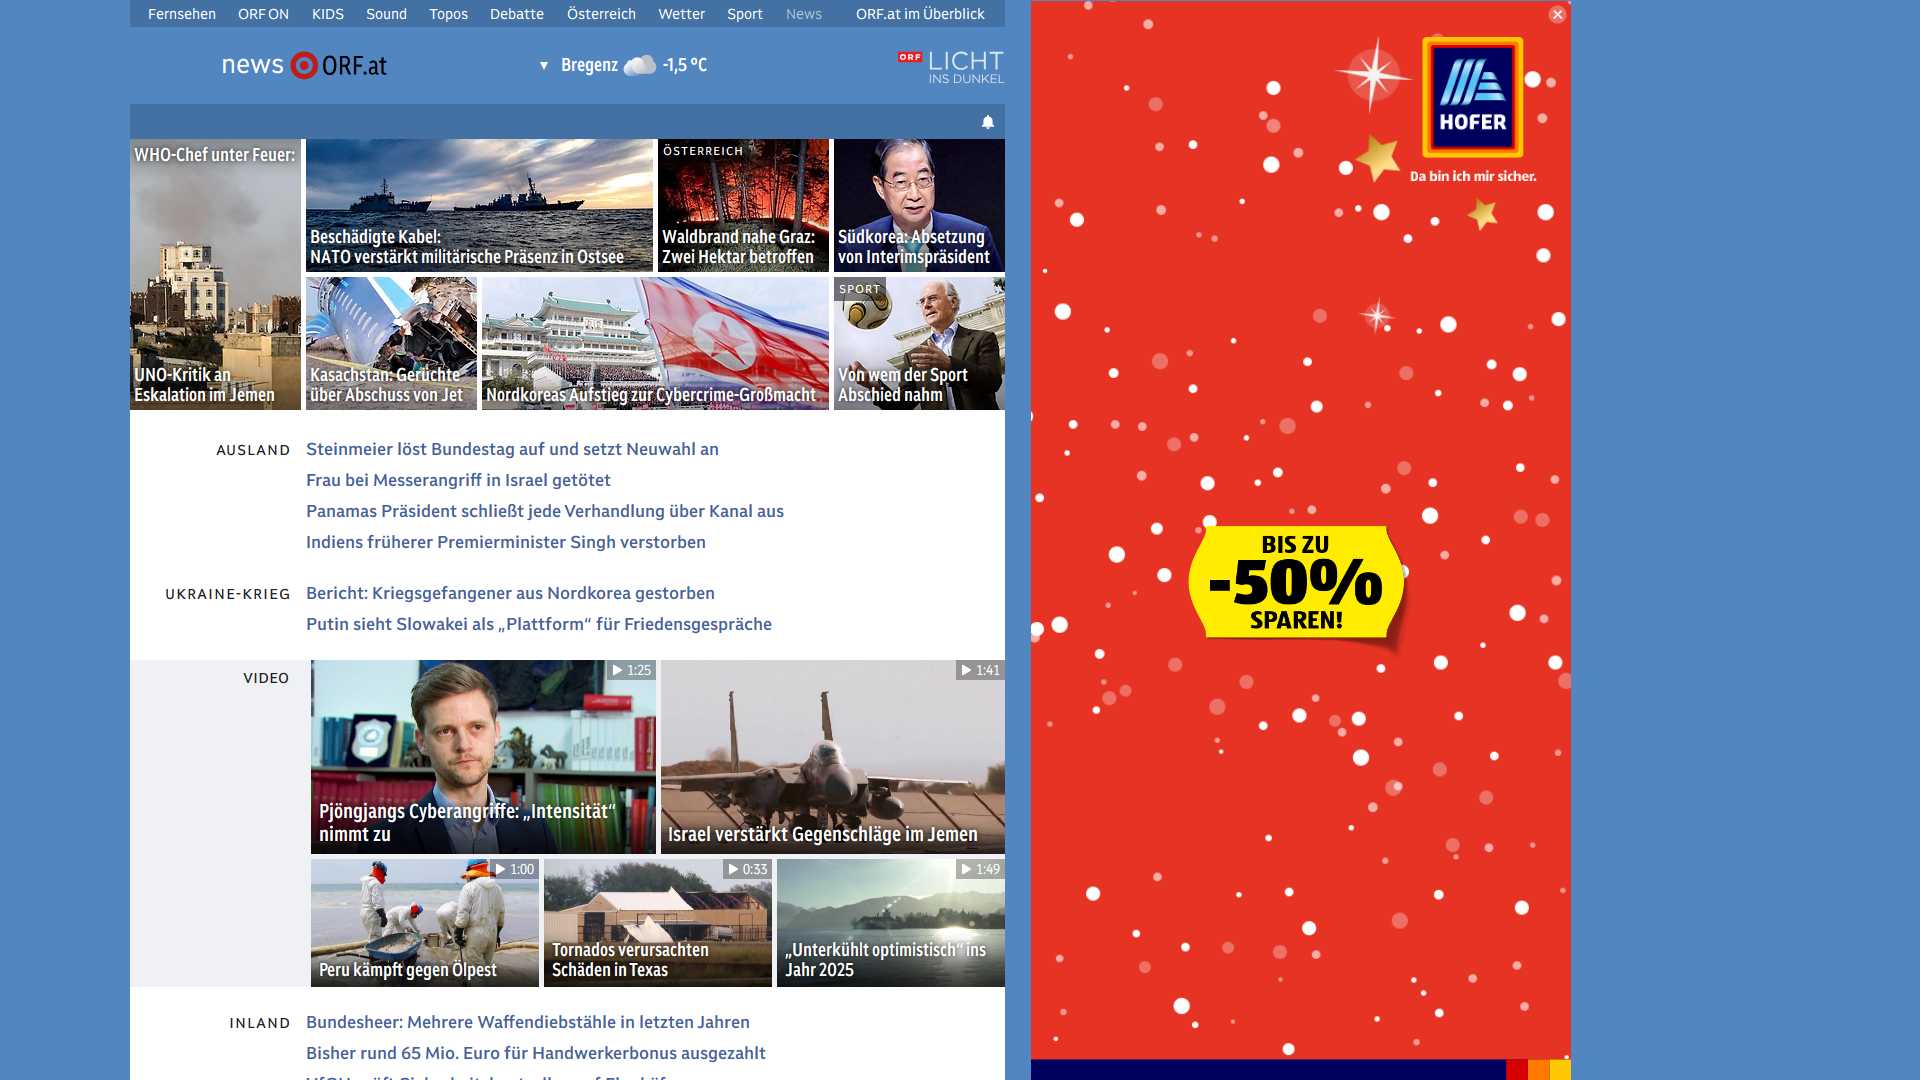 Fernsehen ORF ON KIDS Sound Topos Debatte Österreich Wetter Sport News ORF.at im Überblick
news ORF.at
▼ Bregenz -1,5 °C
ORF LICHT
INS DUNKEL
WHO-Chef unter Feuer:
UNO-Kritik an
Eskalation im Jemen
Beschädigte Kabel:
NATO verstärkt militärische Präsenz in Ostsee
ÖSTERREICH
Waldbrand nahe Graz:
Zwei Hektar betroffen
Südkorea: Absetzung
von Interimspräsident
Kasachstan: Gerüchte
über Abschuss von Jet
Nordkoreas Aufstieg zur Cybercrime-Großmacht
SPORT
Von wem der Sport
Abschied nahm
AUSLAND
Steinmeier löst Bundestag auf und setzt Neuwahl an
Frau bei Messerangriff in Israel getötet
Panamas Präsident schließt jede Verhandlung über Kanal aus
Indiens früherer Premierminister Singh verstorben
UKRAINE-KRIEG
Bericht: Kriegsgefangener aus Nordkorea gestorben
Putin sieht Slowakei als „Plattform“ für Friedensgespräche
VIDEO
1:25
Pjöngjangs Cyberangriffe: „Intensität“
nimmt zu
1:41
Israel verstärkt Gegenschläge im Jemen
1:00
Peru kämpft gegen Ölpest
0:33
Tornados verursachten
Schäden in Texas
1:49
„Unterkühlt optimistisch“ ins
Jahr 2025
INLAND
Bundesheer: Mehrere Waffendiebstähle in letzten Jahren
Bisher rund 65 Mio. Euro für Handwerkerbonus ausgezahlt
HOFER
Da bin ich mir sicher.
BIS ZU
-50%
SPAREN!